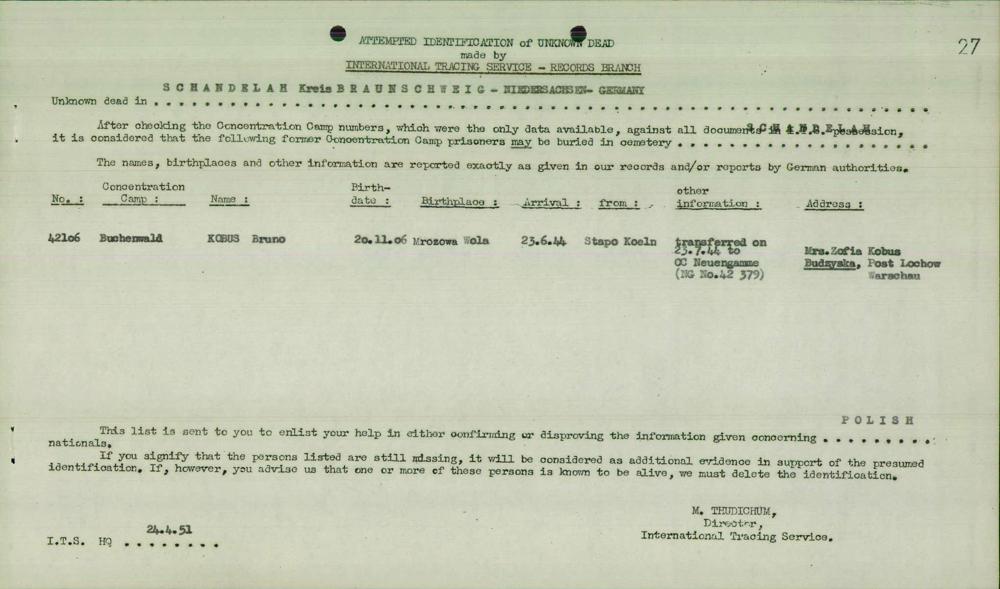 27
ATTEMPTED IDENTIFICATION of UNKNOWN DEAD
made by
INTERNATIONAL TRACING SERVICE - RECORDS BRANCH
S C H A N D E L A H Kreis B R A U N S C H W E I G - NIEDERSACHSEN- GERMANY
Unknown dead in . . . . . . . . . . . . . . . . . . . . . . . . . . . . . . . . . . . .
After checking the Concentration Camp numbers, which were the only data available, against all documents in I.T.S. possession,
S C H A N D E L A H
it is considered that the following former Concentration Camp prisoners may be buried in cemetery . . . . . . . . . . . . . .
The names, birthplaces and other information are reported exactly as given in our records and/or reports by German authorities.
No. : Concentration Camp : Name : Birth-date : Birthplace : Arrival : from : other information : Address :
42106 Buchenwald KOBUS Bruno 20.11.06 Mrozowa Wola 23.6.44 Stapo Koeln transferred on
23.7.44 to Mrs.Zofia Kobus
CC Neuengamme Budzyska, Post Lochow
(NG No.42 379) Warschau
P O L I S H
This list is sent to you to enlist your help in either confirming or disproving the information given concerning . . . . . . . . .
nationals.
If you signify that the persons listed are still missing, it will be considered as additional evidence in support of the presumed
identification. If, however, you advise us that one or more of these persons is known to be alive, we must delete the identification.
M. THUDICHUM,
Director,
International Tracing Service.
24.4.51
I.T.S. HQ . . . . . . . .